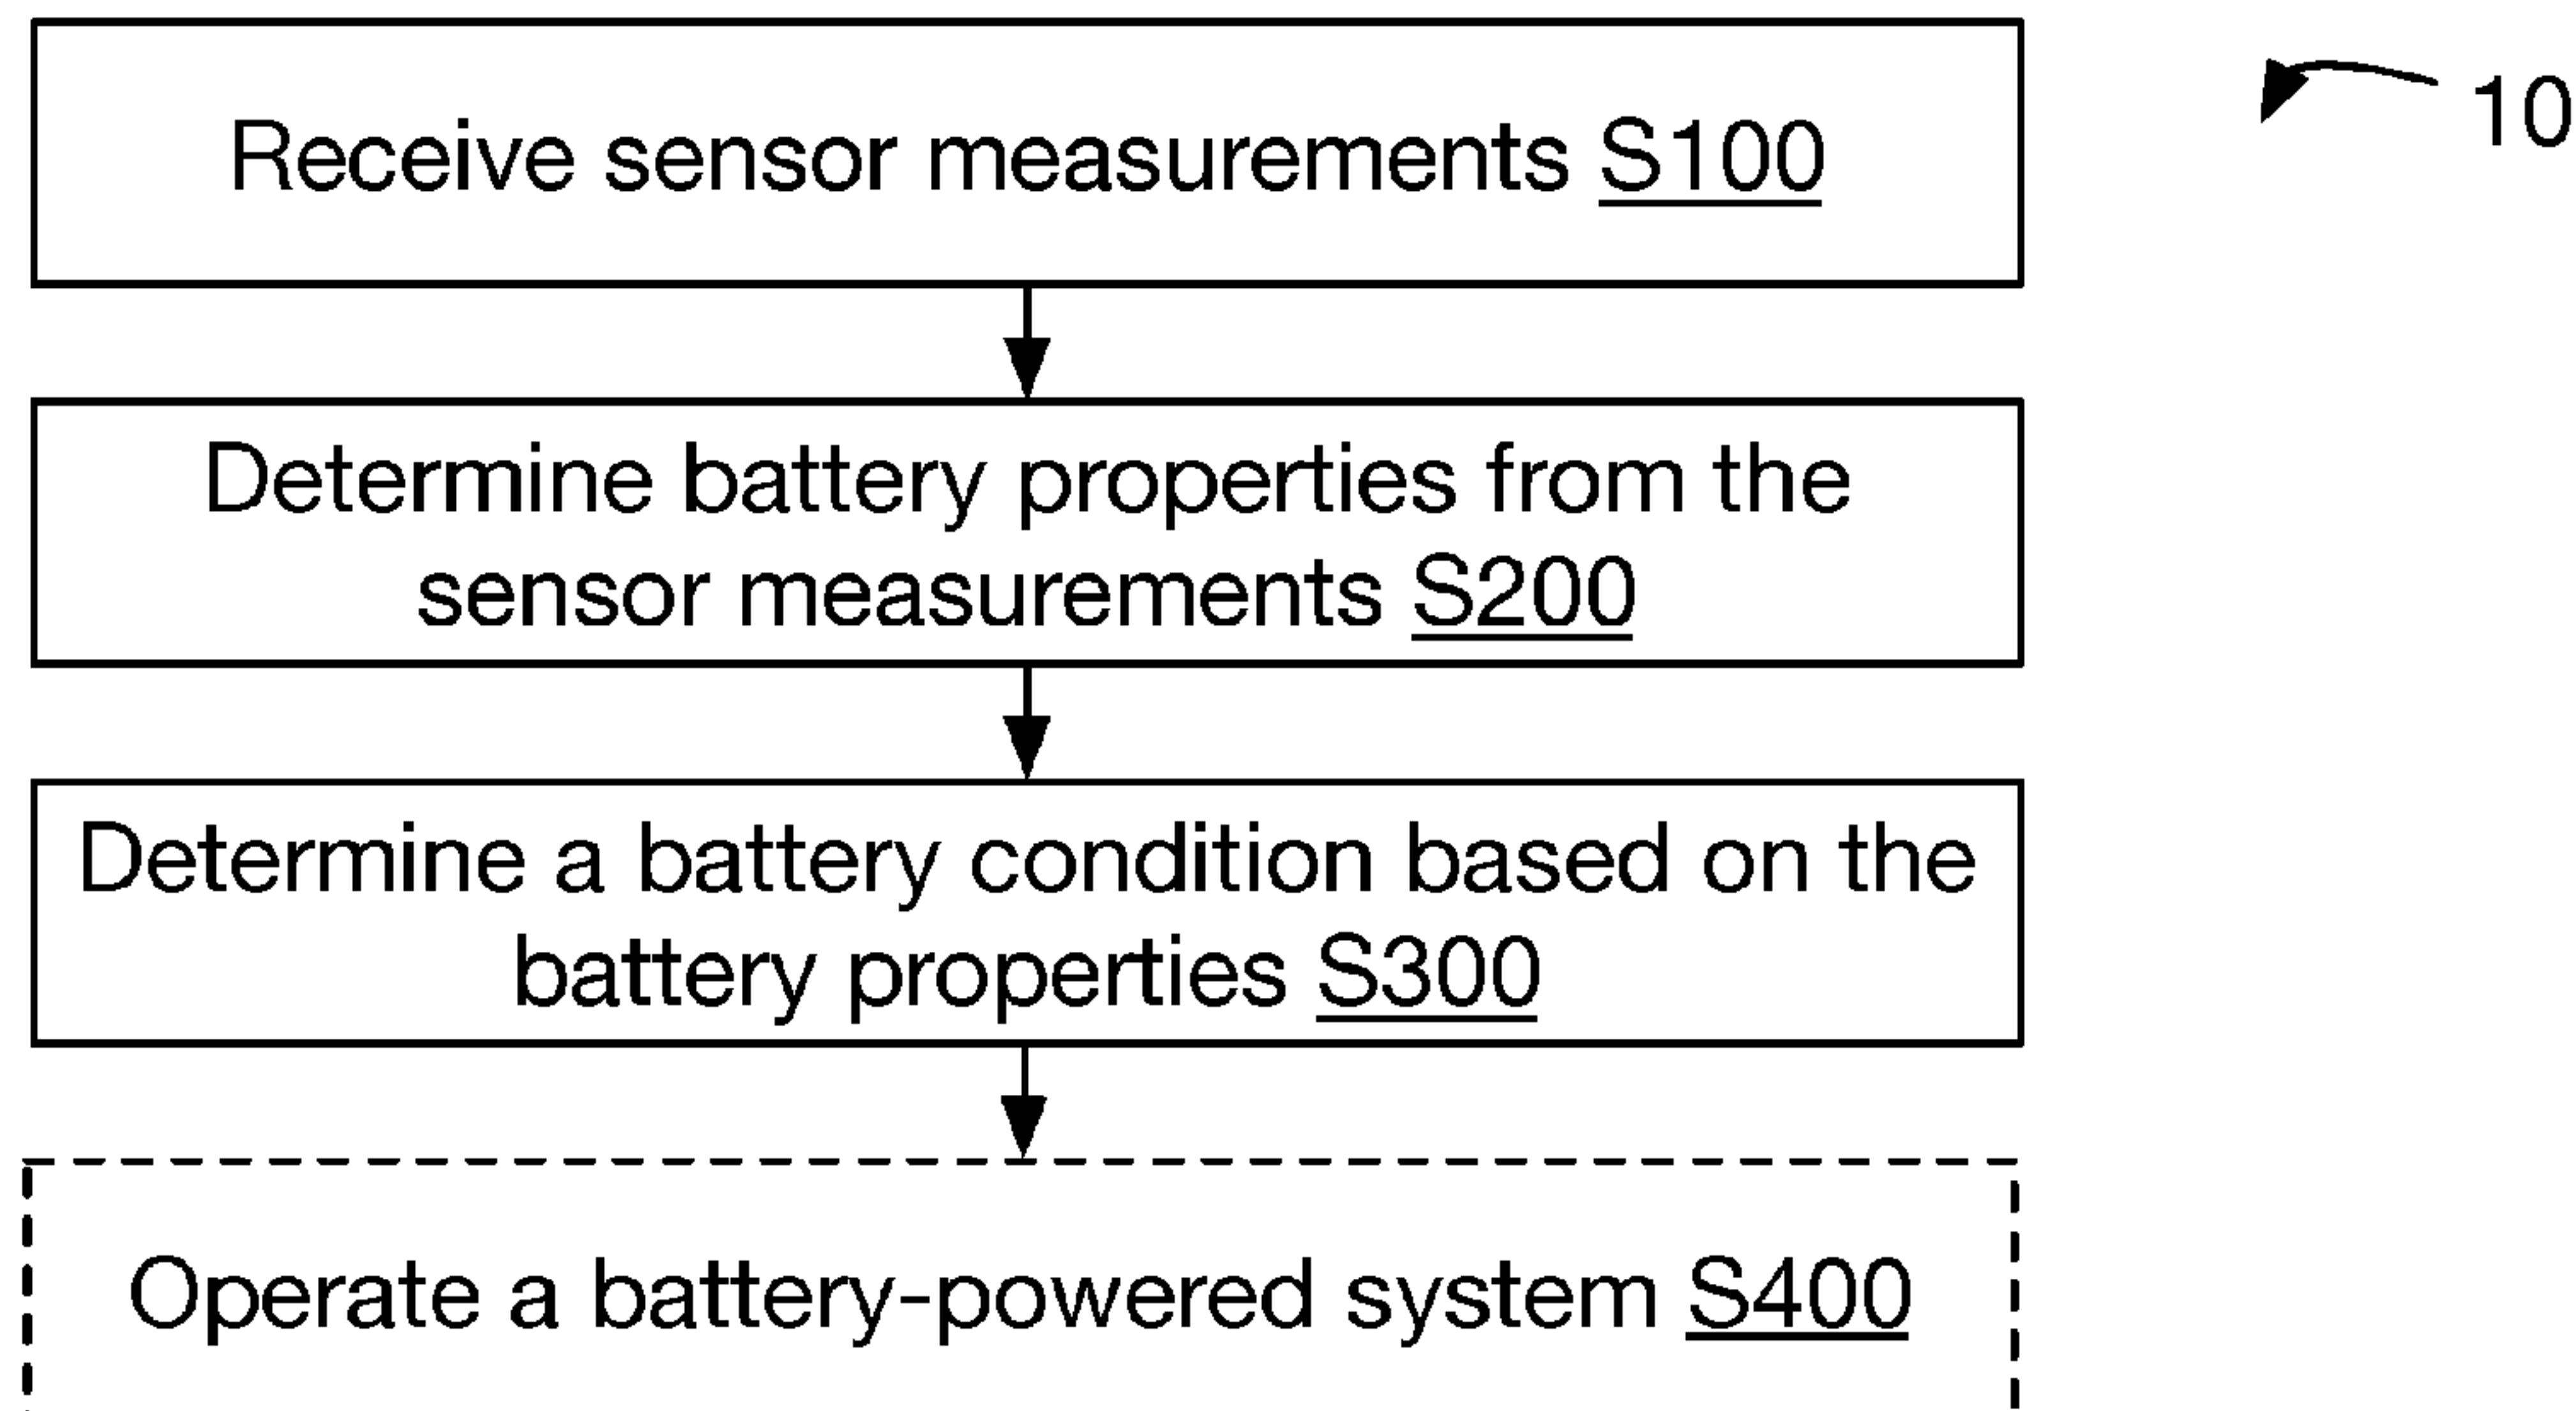 Receive sensor measurements S100
10
Determine battery properties from the
sensor measurements S200
Determine a battery condition based on the
battery properties S300
Operate a battery-powered system S400